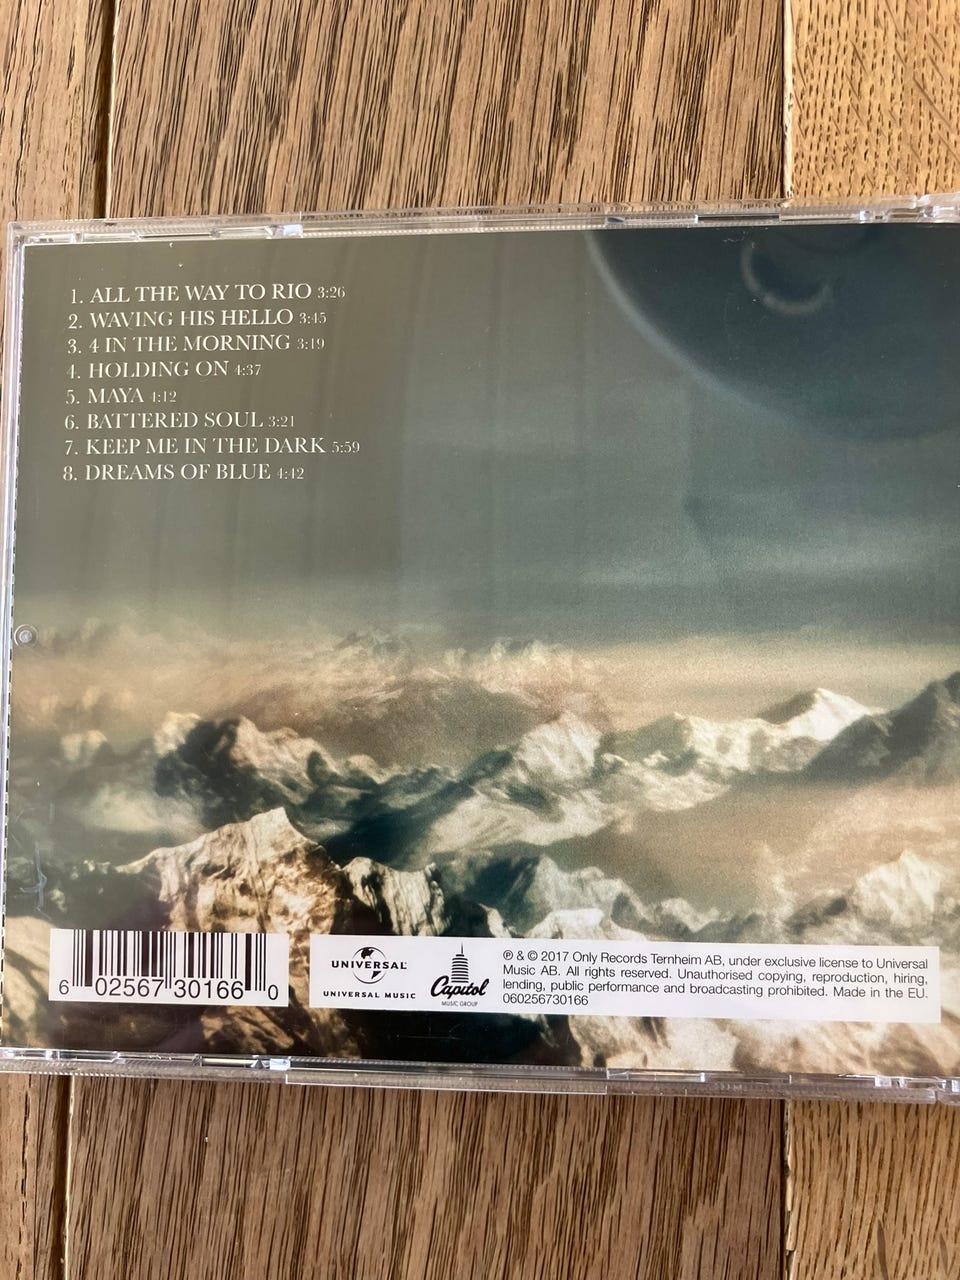 1. ALL THE WAY TO RIO 3:26
2. WAVING HIS HELLO 3:45
3. 4 IN THE MORNING 3:19
4. HOLDING ON 4:37
5. MAYA 4:12
6. BATTERED SOUL 3:21
7. KEEP ME IN THE DARK 5:59
8. DREAMS OF BLUE 4:42
6 02567 30166 0
UNIVERSAL
UNIVERSAL MUSIC
Capitol
MUSIC GROUP
℗ & © 2017 Only Records Ternheim AB, under exclusive license to Universal
Music AB. All rights reserved. Unauthorised copying, reproduction, hiring,
lending, public performance and broadcasting prohibited. Made in the EU.
060256730166